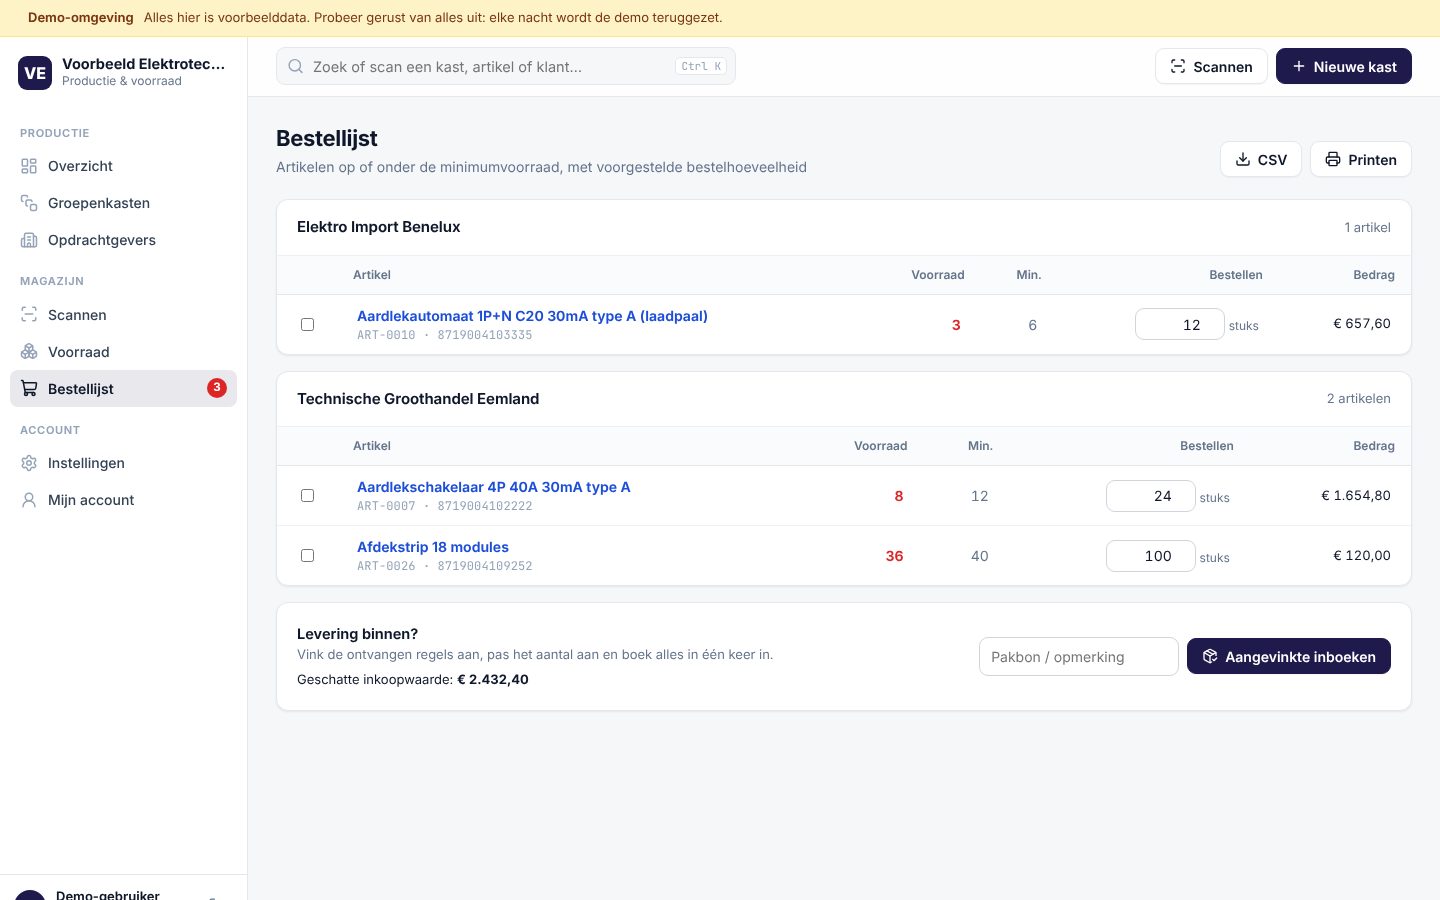 Demo-omgeving Alles hier is voorbeelddata. Probeer gerust van alles uit: elke nacht wordt de demo teruggezet.
VE
Voorbeeld Elektrotec...
Productie & voorraad
Zoek of scan een kast, artikel of klant...
Ctrl K
Scannen
Nieuwe kast
PRODUCTIE
Overzicht
Groepenkasten
Opdrachtgevers
MAGAZIJN
Scannen
Voorraad
Bestellijst 3
ACCOUNT
Instellingen
Mijn account
Demo-gebruiker
Bestellijst
Artikelen op of onder de minimumvoorraad, met voorgestelde bestelhoeveelheid
CSV
Printen
Elektro Import Benelux 1 artikel
Artikel Voorraad Min. Bestellen Bedrag
Aardlekautomaat 1P+N C20 30mA type A (laadpaal)
ART-0010 · 8719004103335
3 6 12 stuks € 657,60
Technische Groothandel Eemland 2 artikelen
Artikel Voorraad Min. Bestellen Bedrag
Aardlekschakelaar 4P 40A 30mA type A
ART-0007 · 8719004102222
8 12 24 stuks € 1.654,80
Afdekstrip 18 modules
ART-0026 · 8719004109252
36 40 100 stuks € 120,00
Levering binnen?
Vink de ontvangen regels aan, pas het aantal aan en boek alles in één keer in.
Geschatte inkoopwaarde: € 2.432,40
Pakbon / opmerking
Aangevinkte inboeken